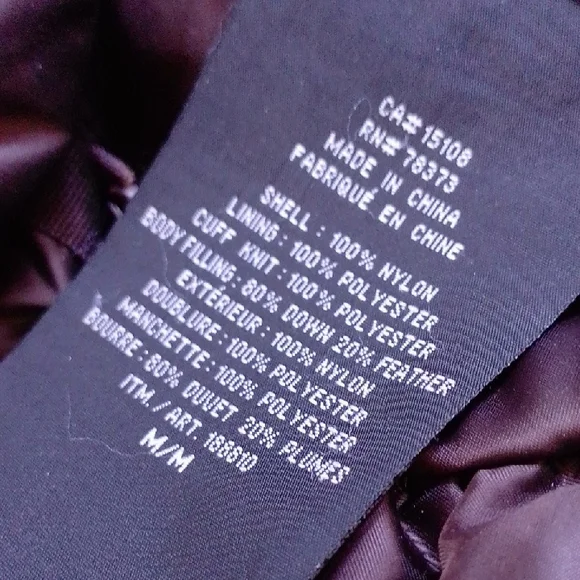 CA# 15108
RN# 78373
MADE IN CHINA
FABRIQUÉ EN CHINE
SHELL : 100% NYLON
LINING : 100% POLYESTER
CUFF KNIT : 100% POLYESTER
BODY FILLING : 80% DOWN 20% FEATHER
EXTÉRIEUR : 100% NYLON
DOUBLURE : 100% POLYESTER
MANCHETTE: 100% POLYESTER
BOURRE : 80% DUVET 20% PLUMES
ITM / ART. 186810
M/M